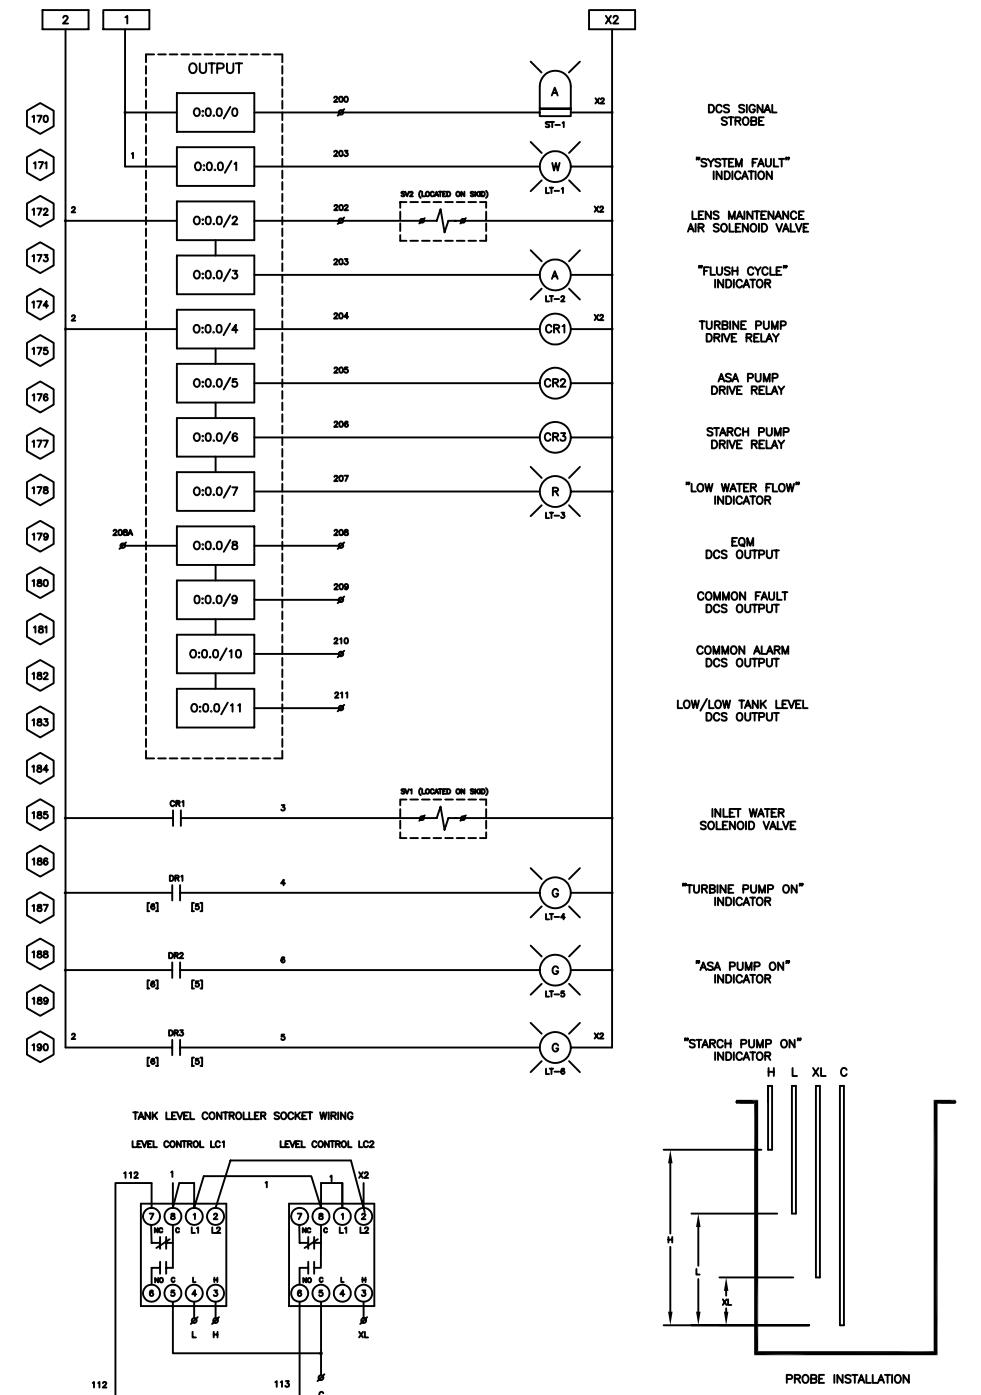 2 1 X2
OUTPUT
170 O:0.0/0 200 A X2 DCS SIGNAL
ST-1 STROBE
171 1 O:0.0/1 203 W "SYSTEM FAULT"
LT-1 INDICATION
SV2 (LOCATED ON SKID)
172 2 O:0.0/2 202 X2 LENS MAINTENANCE
AIR SOLENOID VALVE
173 O:0.0/3 203 A "FLUSH CYCLE"
LT-2 INDICATOR
174
2 O:0.0/4 204 CR1 X2 TURBINE PUMP
DRIVE RELAY
175
O:0.0/5 205 CR2 ASA PUMP
DRIVE RELAY
176
O:0.0/6 206 CR3 STARCH PUMP
DRIVE RELAY
177
178 O:0.0/7 207 R "LOW WATER FLOW"
LT-3 INDICATOR
179 208A O:0.0/8 208 EQM
DCS OUTPUT
180
O:0.0/9 209 COMMON FAULT
DCS OUTPUT
181
O:0.0/10 210 COMMON ALARM
DCS OUTPUT
182
O:0.0/11 211 LOW/LOW TANK LEVEL
DCS OUTPUT
183
184
SV1 (LOCATED ON SKID)
185 CR1 3 INLET WATER
SOLENOID VALVE
186
DR1 4 G "TURBINE PUMP ON"
187 [6] [5] LT-4 INDICATOR
188 DR2 6 G "ASA PUMP ON"
[6] [5] LT-5 INDICATOR
189
190 2 DR3 5 G X2 "STARCH PUMP ON"
[6] [5] LT-6 INDICATOR
H L XL C
TANK LEVEL CONTROLLER SOCKET WIRING
LEVEL CONTROL LC1 LEVEL CONTROL LC2
112 1 1 1 X2
7 8 1 2 7 8 1 2
NC C L1 L2 NC C L1 L2
NO C L H NO C L H
6 5 4 3 6 5 4 3
L H XL
112 113 C
H
L
XL
PROBE INSTALLATION